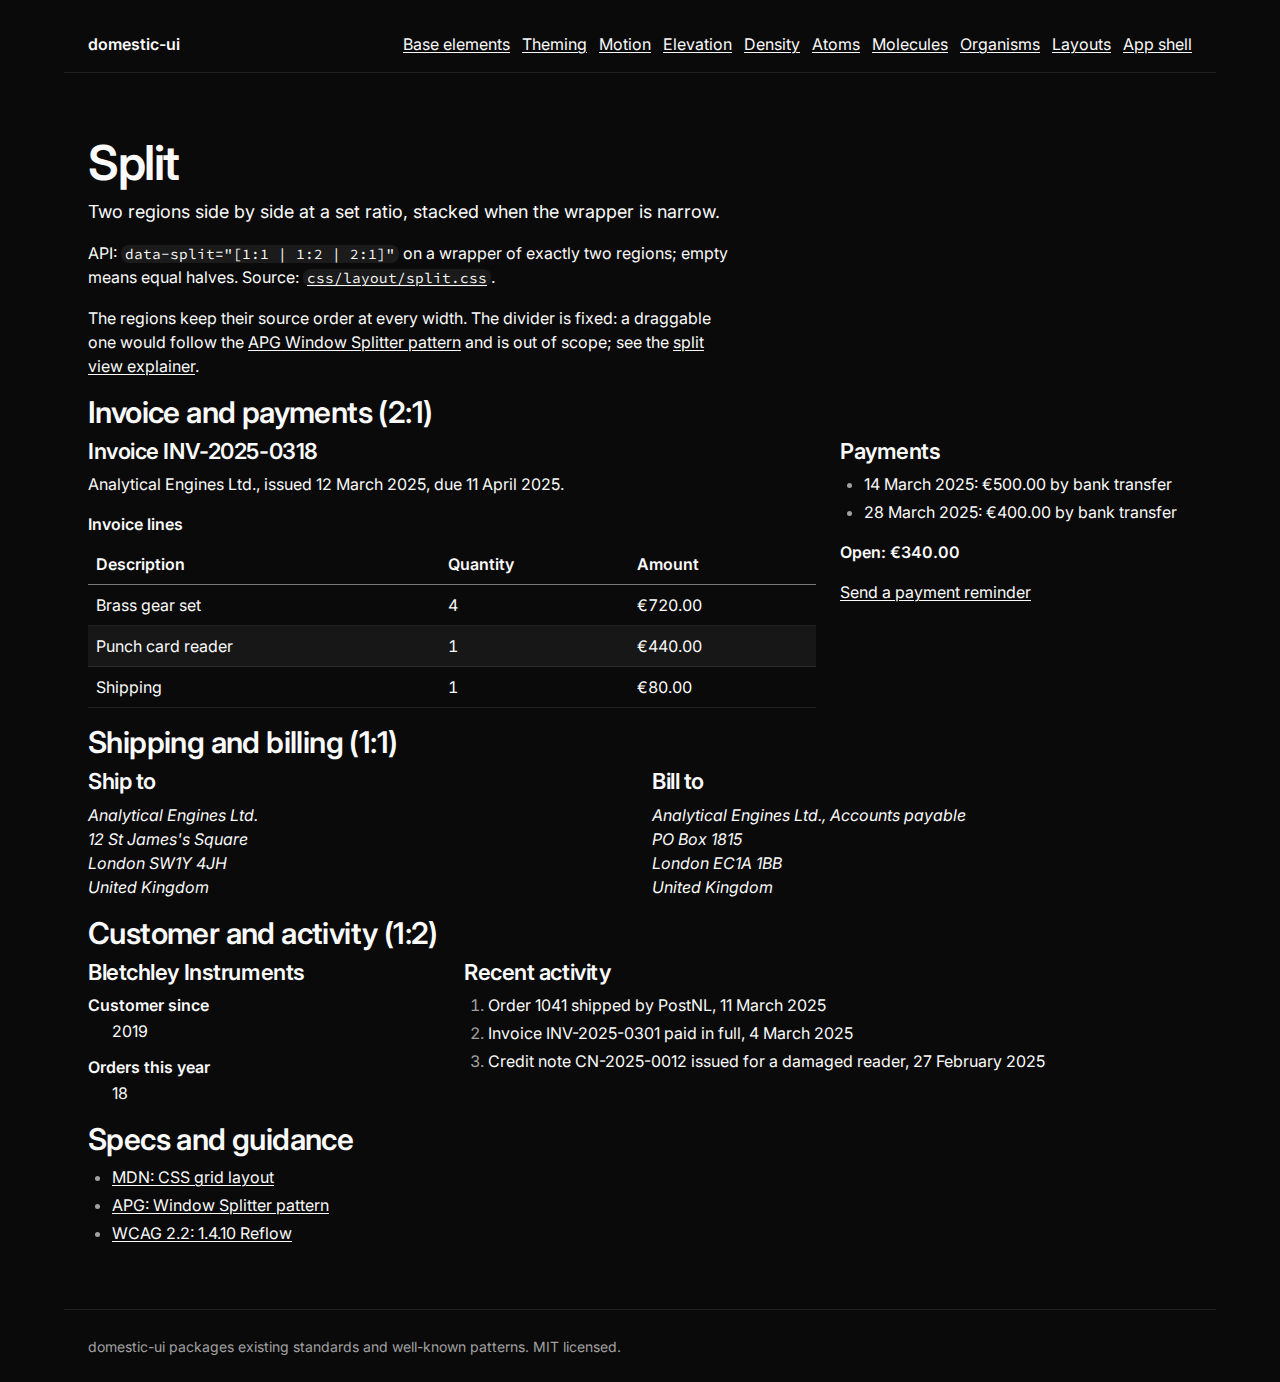 domestic-ui
Base elements Theming Motion Elevation Density Atoms Molecules Organisms Layouts App shell
Split
Two regions side by side at a set ratio, stacked when the wrapper is narrow.
API: data-split="[1:1 | 1:2 | 2:1]" on a wrapper of exactly two regions; empty
means equal halves. Source: css/layout/split.css.
The regions keep their source order at every width. The divider is fixed: a draggable
one would follow the APG Window Splitter pattern and is out of scope; see the split
view explainer.
Invoice and payments (2:1)
Invoice INV-2025-0318
Analytical Engines Ltd., issued 12 March 2025, due 11 April 2025.
Invoice lines
Description Quantity Amount
Brass gear set 4 €720.00
Punch card reader 1 €440.00
Shipping 1 €80.00
Payments
14 March 2025: €500.00 by bank transfer
28 March 2025: €400.00 by bank transfer
Open: €340.00
Send a payment reminder
Shipping and billing (1:1)
Ship to
Analytical Engines Ltd.
12 St James's Square
London SW1Y 4JH
United Kingdom
Bill to
Analytical Engines Ltd., Accounts payable
PO Box 1815
London EC1A 1BB
United Kingdom
Customer and activity (1:2)
Bletchley Instruments
Customer since
2019
Orders this year
18
Recent activity
1. Order 1041 shipped by PostNL, 11 March 2025
2. Invoice INV-2025-0301 paid in full, 4 March 2025
3. Credit note CN-2025-0012 issued for a damaged reader, 27 February 2025
Specs and guidance
MDN: CSS grid layout
APG: Window Splitter pattern
WCAG 2.2: 1.4.10 Reflow
domestic-ui packages existing standards and well-known patterns. MIT licensed.